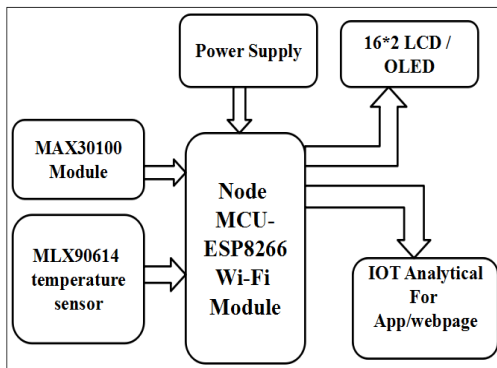 Power Supply
16*2 LCD /
OLED
MAX30100
Module
Node
MCU-
ESP8266
Wi-Fi
Module
MLX90614
temperature
sensor
IOT Analytical
For
App/webpage